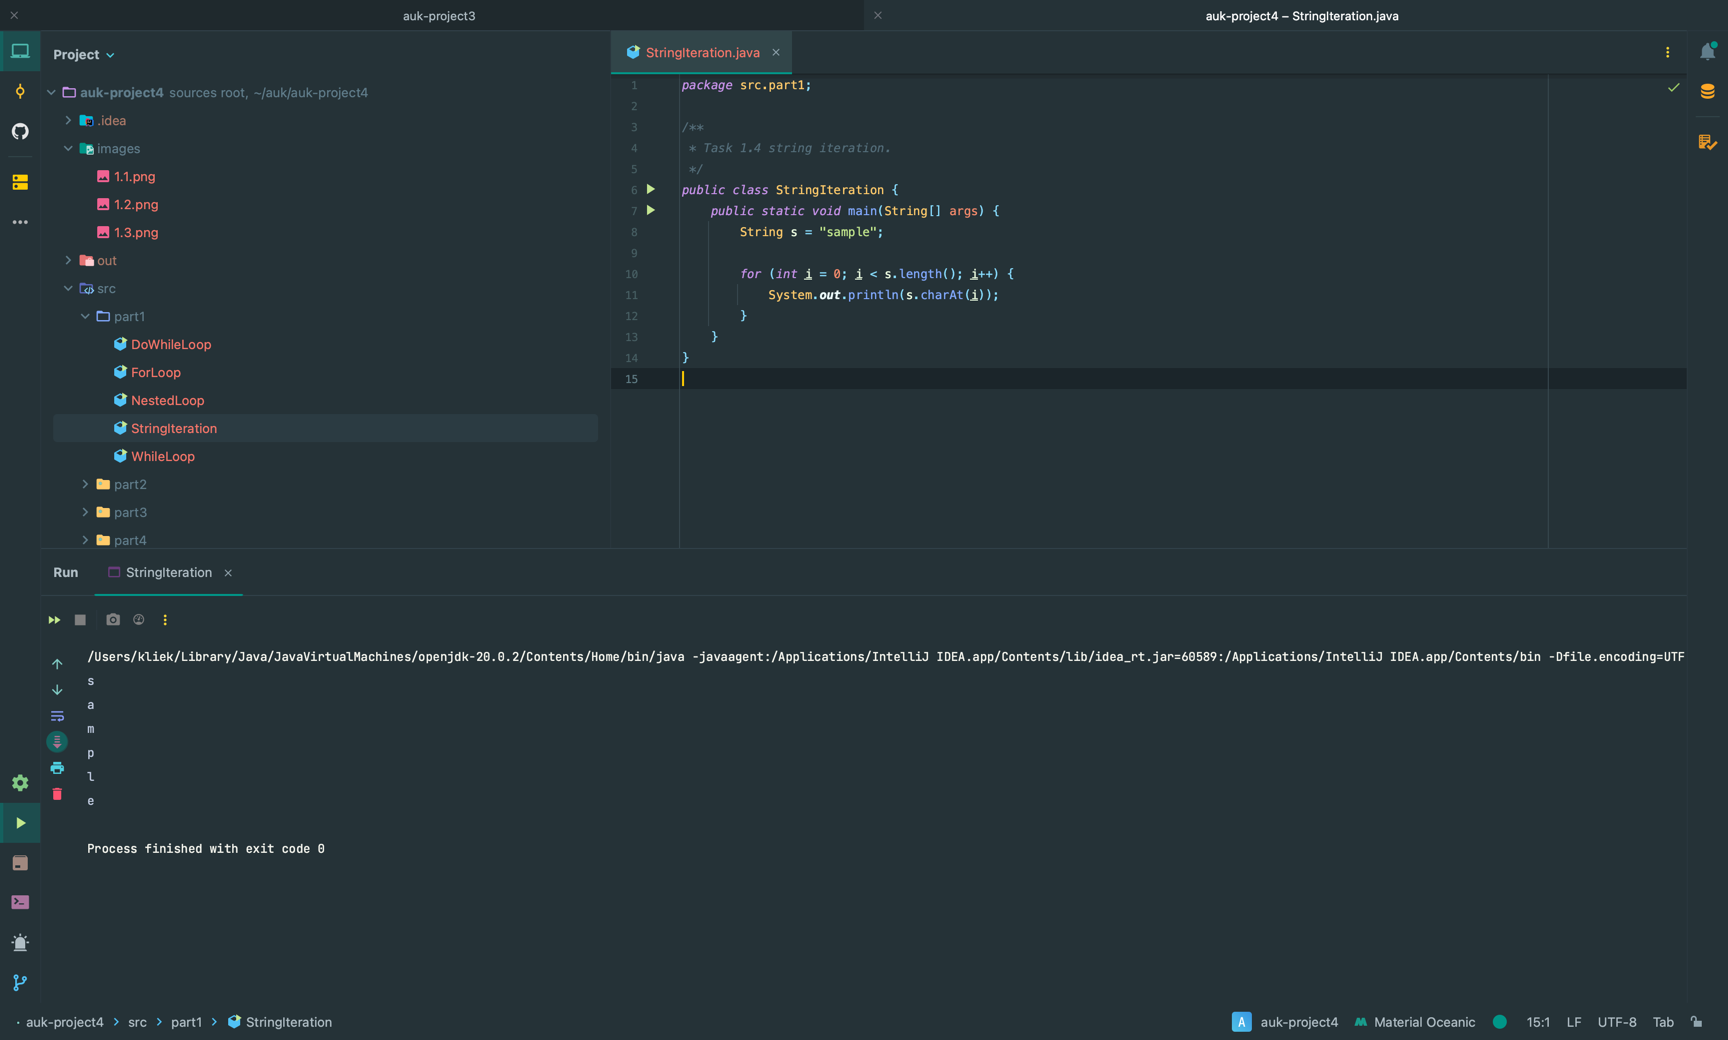 auk-project3
auk-project4 – StringIteration.java
Project
auk-project4 sources root, ~/auk/auk-project4
.idea
images
1.1.png
1.2.png
1.3.png
out
src
part1
DoWhileLoop
ForLoop
NestedLoop
StringIteration
WhileLoop
part2
part3
part4
StringIteration.java
1 package src.part1;
2
3 /**
4 * Task 1.4 string iteration.
5 */
6 public class StringIteration {
7 public static void main(String[] args) {
8 String s = "sample";
9
10 for (int i = 0; i < s.length(); i++) {
11 System.out.println(s.charAt(i));
12 }
13 }
14 }
15
Run StringIteration
/Users/kliek/Library/Java/JavaVirtualMachines/openjdk-20.0.2/Contents/Home/bin/java -javaagent:/Applications/IntelliJ IDEA.app/Contents/lib/idea_rt.jar=60589:/Applications/IntelliJ IDEA.app/Contents/bin -Dfile.encoding=UTF
s
a
m
p
l
e
Process finished with exit code 0
auk-project4 src part1 StringIteration A auk-project4 Material Oceanic 15:1 LF UTF-8 Tab